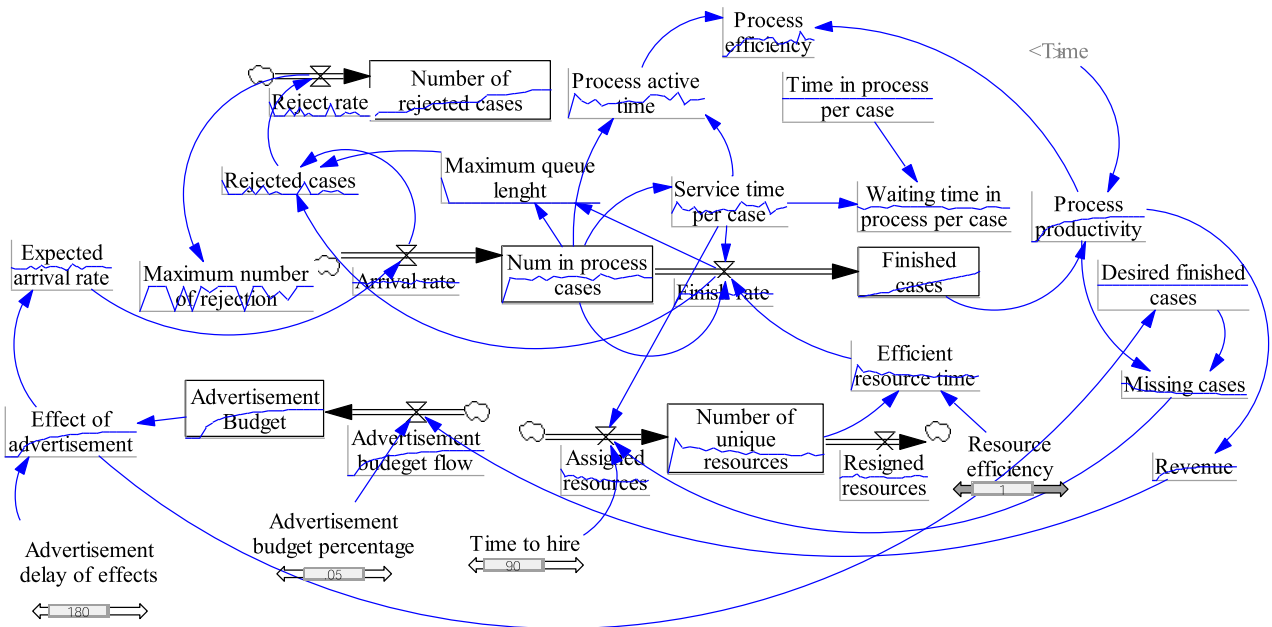 Process
efficiency
<Time
Number of
rejected cases
Reject rate
Process active
time
Time in process
per case
Rejected cases
Maximum queue
lenght
Service time
per case
Waiting time in
process per case
Process
productivity
Expected
arrival rate
Maximum number
of rejection
Arrival rate
Num in process
cases
Finish rate
Finished
cases
Desired finished
cases
Efficient
resource time
Missing cases
Effect of
advertisement
Advertisement
Budget
Advertisement
budeget flow
Number of
unique
resources
Assigned
resources
Resigned
resources
Resource
efficiency
1
Revenue
Advertisement
budget percentage
.05
Time to hire
90
Advertisement
delay of effects
180